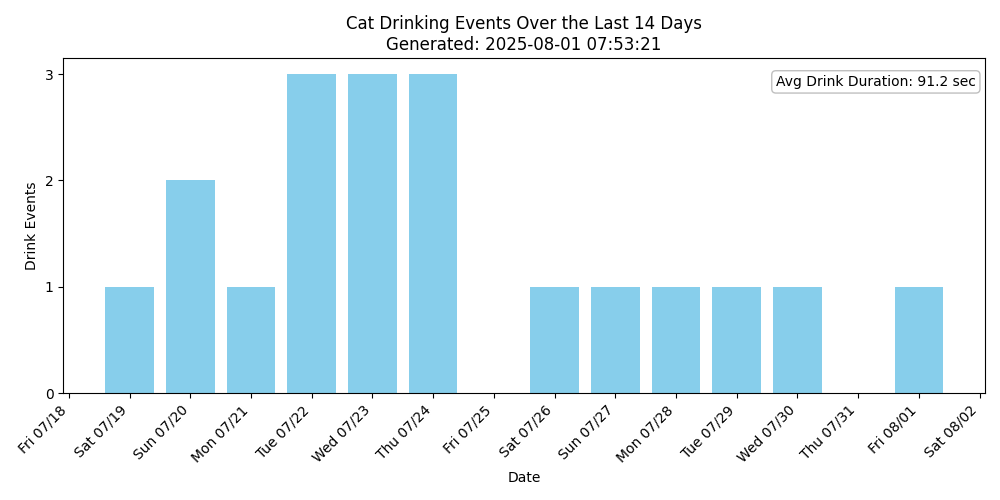 Cat Drinking Events Over the Last 14 Days
Generated: 2025-08-01 07:53:21
Avg Drink Duration: 91.2 sec
Drink Events
3
2
1
0
Fri 07/18
Sat 07/19
Sun 07/20
Mon 07/21
Tue 07/22
Wed 07/23
Thu 07/24
Fri 07/25
Sat 07/26
Sun 07/27
Mon 07/28
Tue 07/29
Wed 07/30
Thu 07/31
Fri 08/01
Sat 08/02
Date